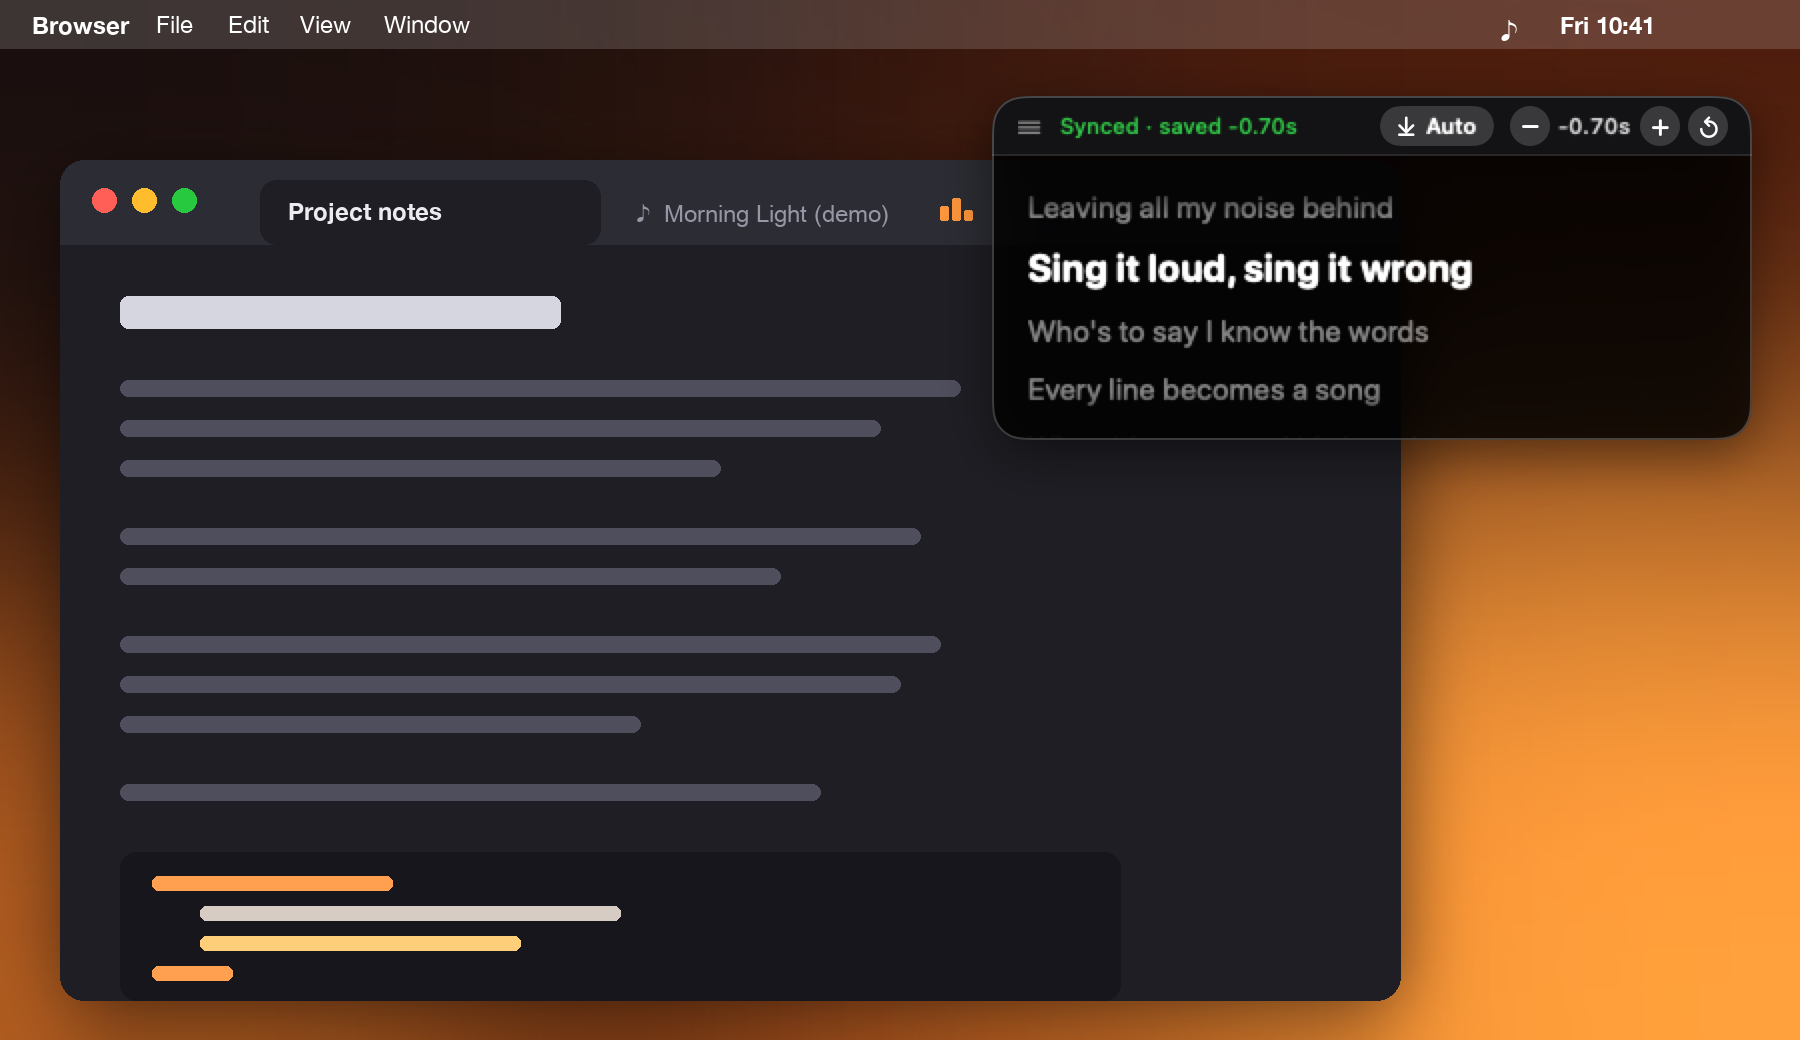 Browser File Edit View Window ♪ Fri 10:41
Synced · saved -0.70s Auto − -0.70s +
Project notes ♪ Morning Light (demo)
Leaving all my noise behind
Sing it loud, sing it wrong
Who's to say I know the words
Every line becomes a song